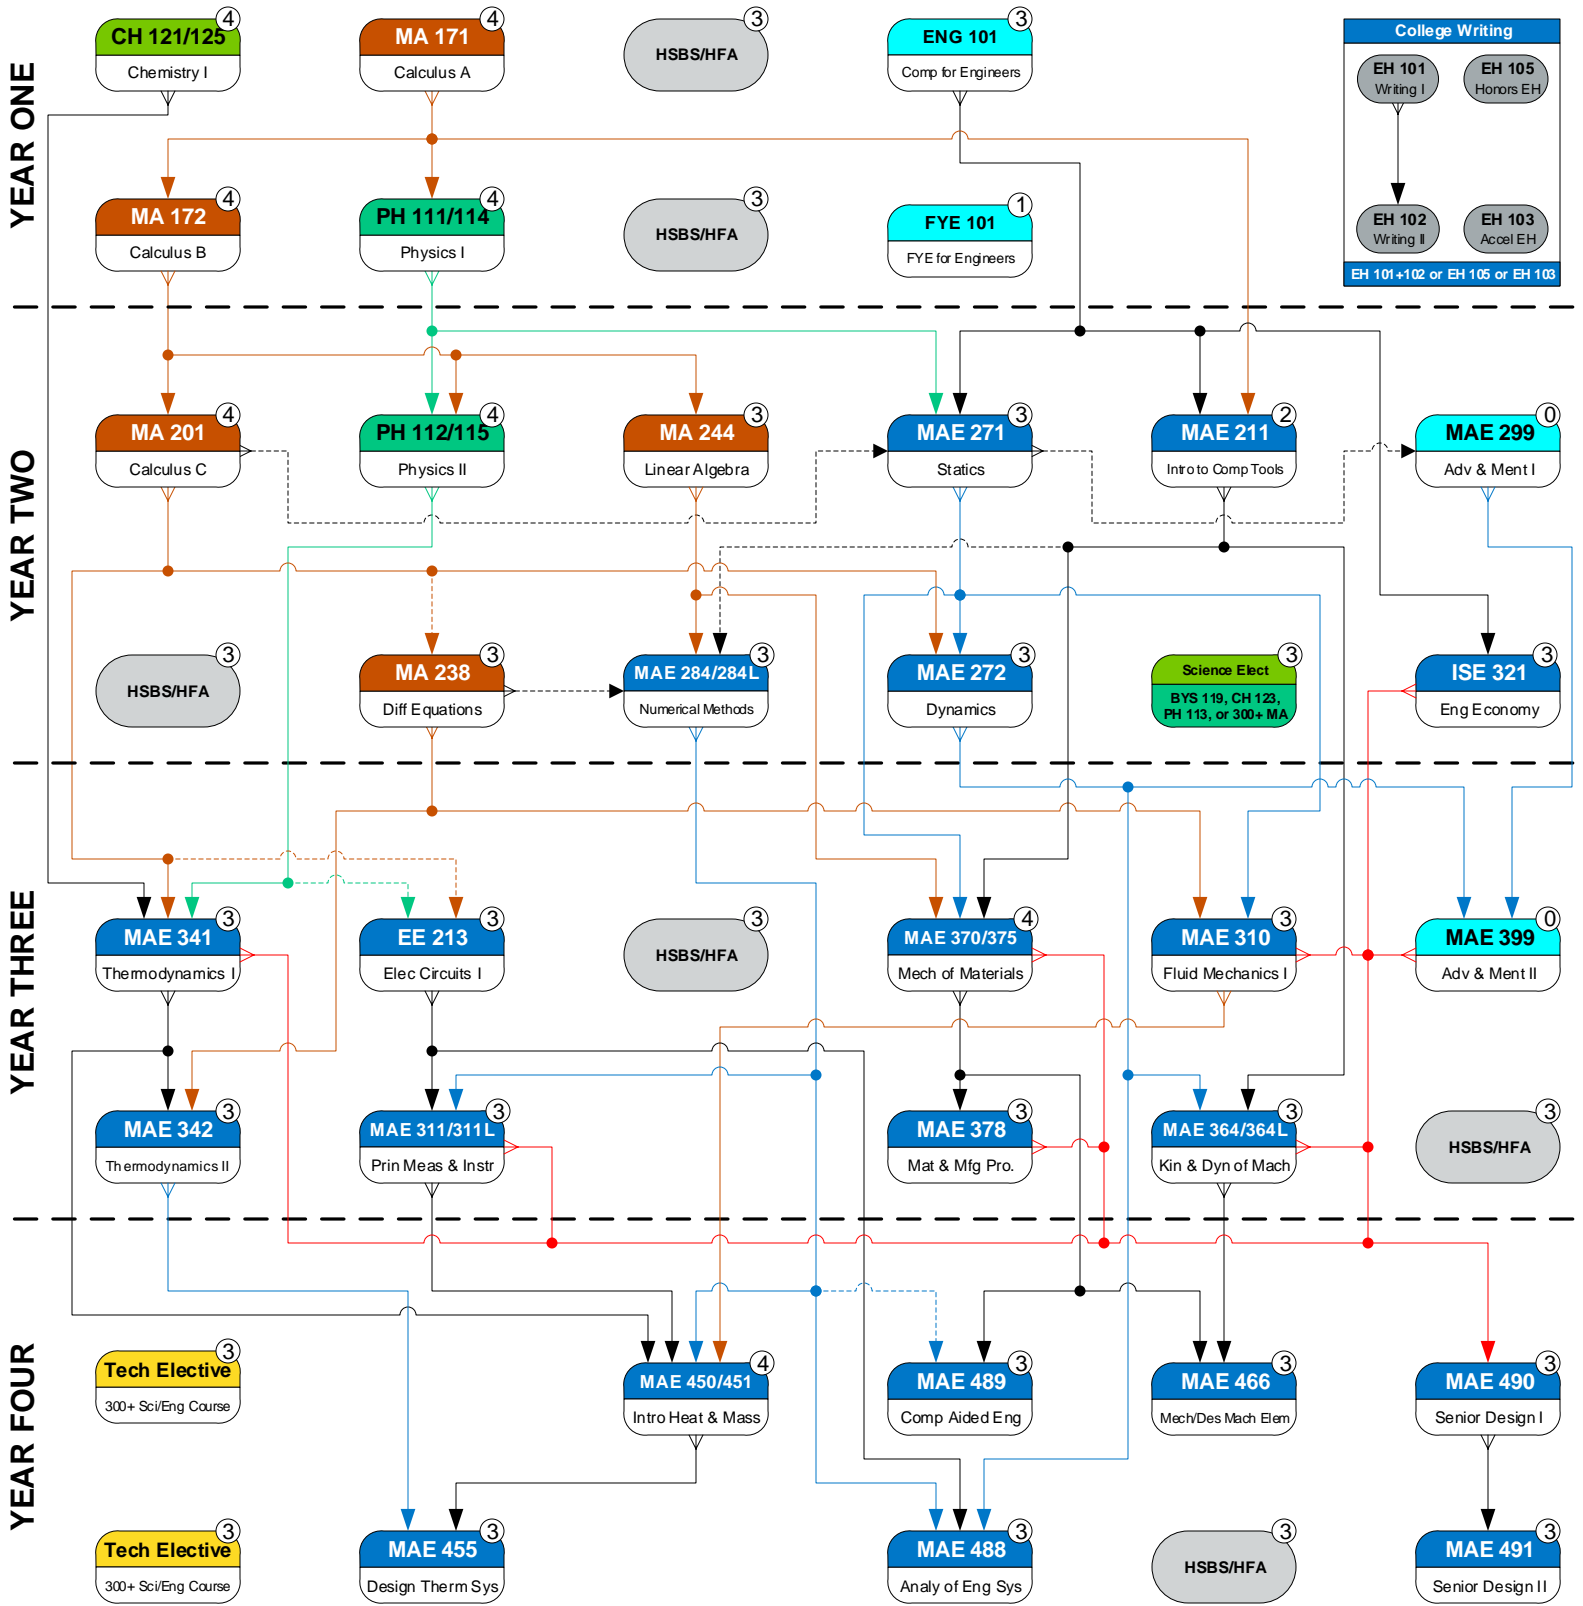 YEAR ONE
4
CH 121/125
Chemistry I
4
MA 171
Calculus A
3
HSBS/HFA
3
ENG 101
Comp for Engineers
College Writing
EH 101
Writing I
EH 105
Honors EH
EH 102
Writing II
EH 103
Accel EH
EH 101+102 or EH 105 or EH 103
4
MA 172
Calculus B
4
PH 111/114
Physics I
3
HSBS/HFA
1
FYE 101
FYE for Engineers
YEAR TWO
4
MA 201
Calculus C
4
PH 112/115
Physics II
3
MA 244
Linear Algebra
3
MAE 271
Statics
2
MAE 211
Intro to Comp Tools
0
MAE 299
Adv & Ment I
3
HSBS/HFA
3
MA 238
Diff Equations
3
MAE 284/284L
Numerical Methods
3
MAE 272
Dynamics
3
Science Elect
BYS 119, CH 123,
PH 113, or 300+ MA
3
ISE 321
Eng Economy
YEAR THREE
3
MAE 341
Thermodynamics I
3
EE 213
Elec Circuits I
3
HSBS/HFA
4
MAE 370/375
Mech of Materials
3
MAE 310
Fluid Mechanics I
0
MAE 399
Adv & Ment II
3
MAE 342
Thermodynamics II
3
MAE 311/311L
Prin Meas & Instr
3
MAE 378
Mat & Mfg Pro.
3
MAE 364/364L
Kin & Dyn of Mach
3
HSBS/HFA
YEAR FOUR
3
Tech Elective
300+ Sci/Eng Course
4
MAE 450/451
Intro Heat & Mass
3
MAE 489
Comp Aided Eng
3
MAE 466
Mech/Des Mach Elem
3
MAE 490
Senior Design I
3
Tech Elective
300+ Sci/Eng Course
3
MAE 455
Design Therm Sys
3
MAE 488
Analy of Eng Sys
3
HSBS/HFA
3
MAE 491
Senior Design II